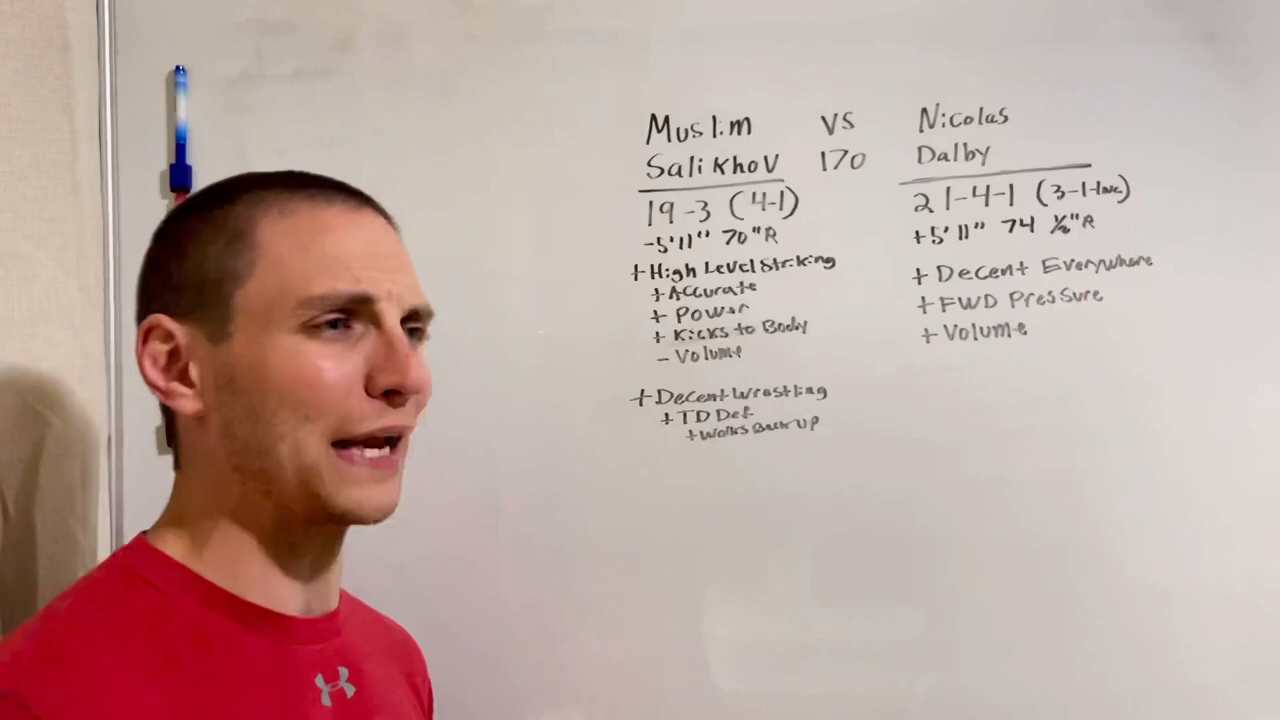 Muslim vs Nicolas
Salikhov 170 Dalby
19-3 (4-1)
21-4-1 (3-1-1NC)
-5'11" 70"R
+5'11" 74 ½"R
+High Level Striking
+Accurate
+Power
+Kicks to Body
-Volume
+Decent Wrestling
+TD Def
+Works Back Up
+Decent Everywhere
+FWD Pressure
+Volume